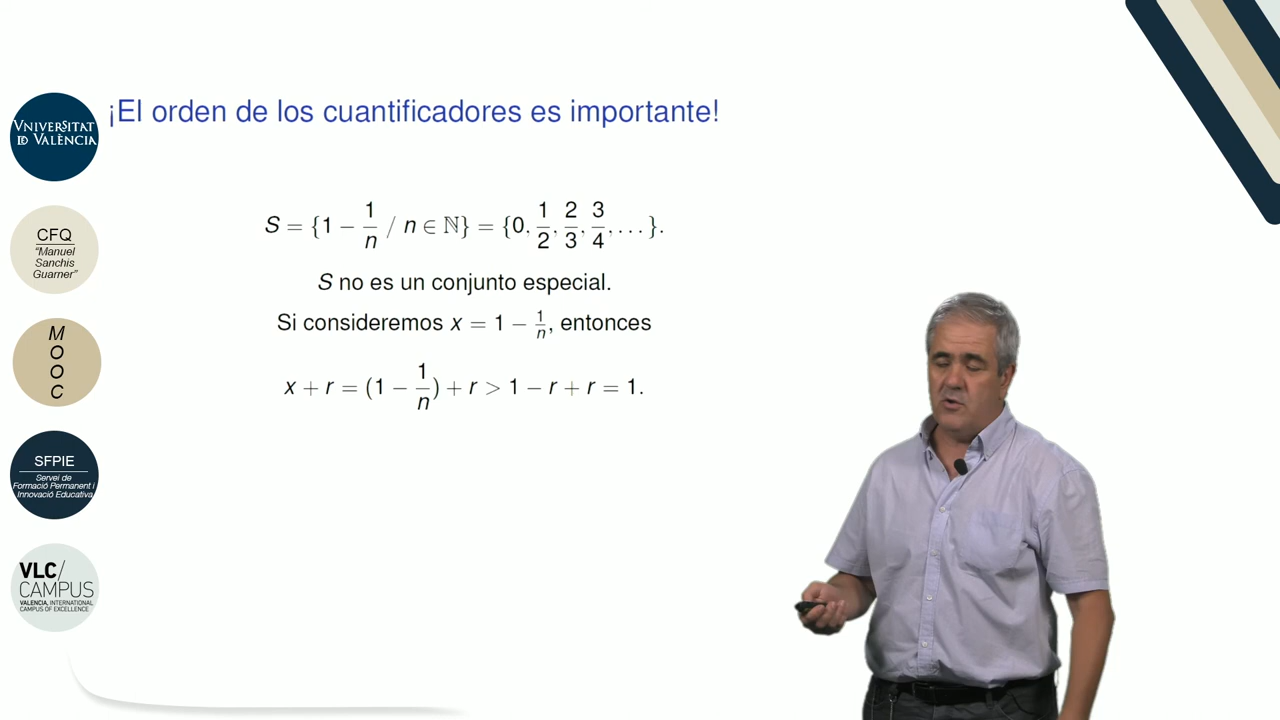 ¡El orden de los cuantificadores es importante!
S = {1 − 1/n / n ∈ ℕ} = {0, 1/2, 2/3, 3/4, . . . }.
S no es un conjunto especial.
Si consideremos x = 1 − 1/n, entonces
x + r = (1 − 1/n) + r > 1 − r + r = 1.
VNIVERSITAT
ID VALÈNCIA
CFQ
"Manuel
Sanchis
Guarner"
M
O
O
C
SFPIE
Servei de
Formació Permanent i
Innovació Educativa
VLC/
CAMPUS
VALENCIA, INTERNATIONAL
CAMPUS OF EXCELLENCE